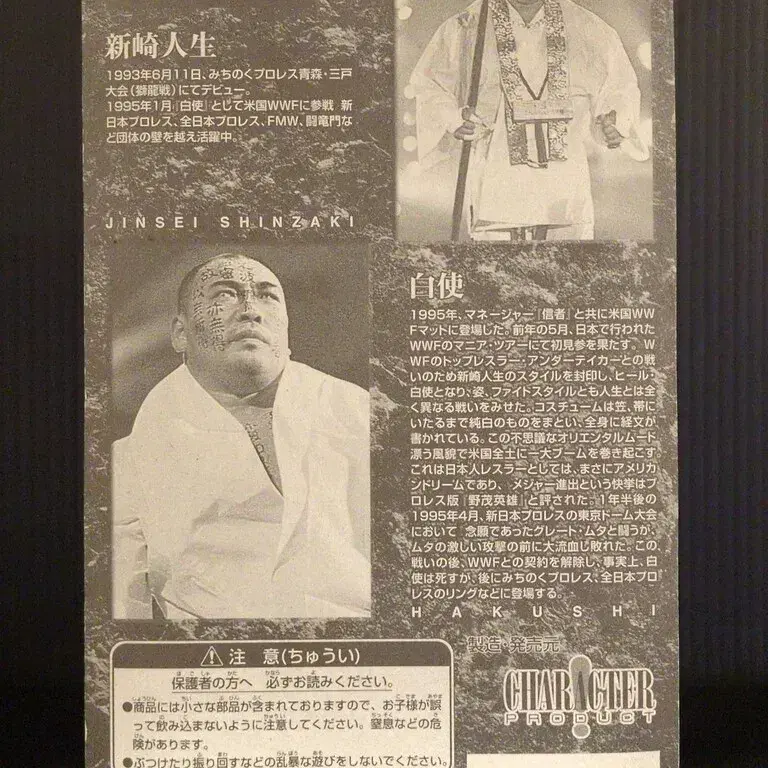 新崎人生
1993年6月11日、みちのくプロレス青森・三戸
大会(獅龍戦)にてデビュー。
1995年1月『白使』として米国WWFに参戦 新
日本プロレス、全日本プロレス、FMW、闘竜門な
ど団体の壁を越え活躍中。
JINSEI SHINZAKI
白使
1995年、マネージャー『信者』と共に米国WW
Fマットに登場した。前年の5月、日本で行われた
WWFのマニア・ツアーにて初見参を果たす。W
WFのトップレスラー・アンダーテイカーとの戦
いのため新崎人生のスタイルを封印し、ヒール・
白使となり、姿、ファイドスタイルとも人生とは全
く異なる戦いをみせた。コスチュームは笠、帯に
いたるまで純白のものをまとい、全身に経文が
書かれている。この不思議なオリエンタルムード
漂う風貌で米国全土に一大ブームを巻き起こす。
これは日本人レスラーとしては、まさにアメリカ
ンドリームであり、メジャー進出という快挙はプ
ロレス版『野茂英雄』と評された。1年半後の
1995年4月、新日本プロレスの東京ドーム大会
において 念願であったグレート・ムタと闘うが、
ムタの激しい攻撃の前に大流血し敗れた。この
戦いの後、WWFとの契約を解除し、事実上、白
使は死すが、後にみちのくプロレス、全日本プロ
レスのリングなどに登場する。
HAKUSHI
製造・発売元
CHARACTER
PRODUCT
注 意(ちゅうい)
保護者の方へ 必ずお読みください。
●商品には小さな部品が含まれておりますので、お子様が誤
って飲み込まないように注意してください。窒息などの危
険があります。
●ぶつけたり振り回すなどの乱暴な遊びをしないでください。